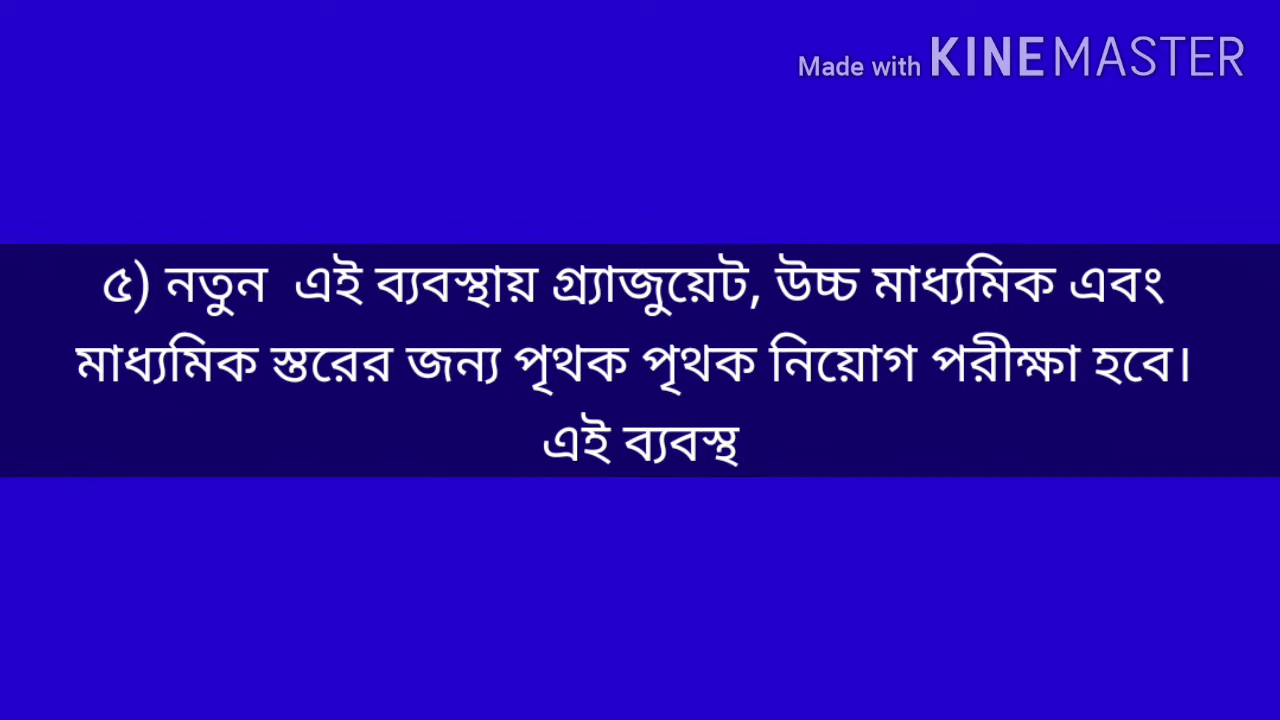 Made with KINEMASTER
৫) নতুন  এই ব্যবস্থায় গ্র্যাজুয়েট, উচ্চ মাধ্যমিক এবং
মাধ্যমিক স্তরের জন্য পৃথক পৃথক নিয়োগ পরীক্ষা হবে।
এই ব্যবস্থ